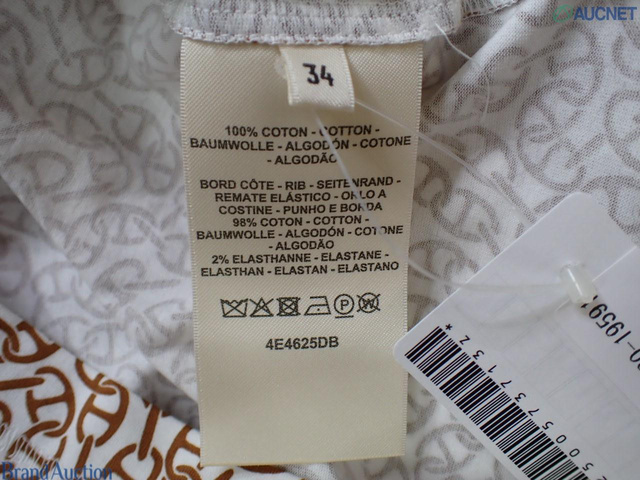 AUCNET
34
100% COTON - COTTON -
BAUMWOLLE - ALGODÓN - COTONE
- ALGODÃO
BORD CÔTE - RIB - SEITENRAND -
REMATE ELÁSTICO - ORLO A
COSTINE - PUNHO E BORDA
98% COTON - COTTON -
BAUMWOLLE - ALGODÓN - COTONE
- ALGODÃO
2% ELASTHANNE - ELASTANE -
ELASTHAN - ELASTAN - ELASTANO
P W
4E4625DB
BrandAuction